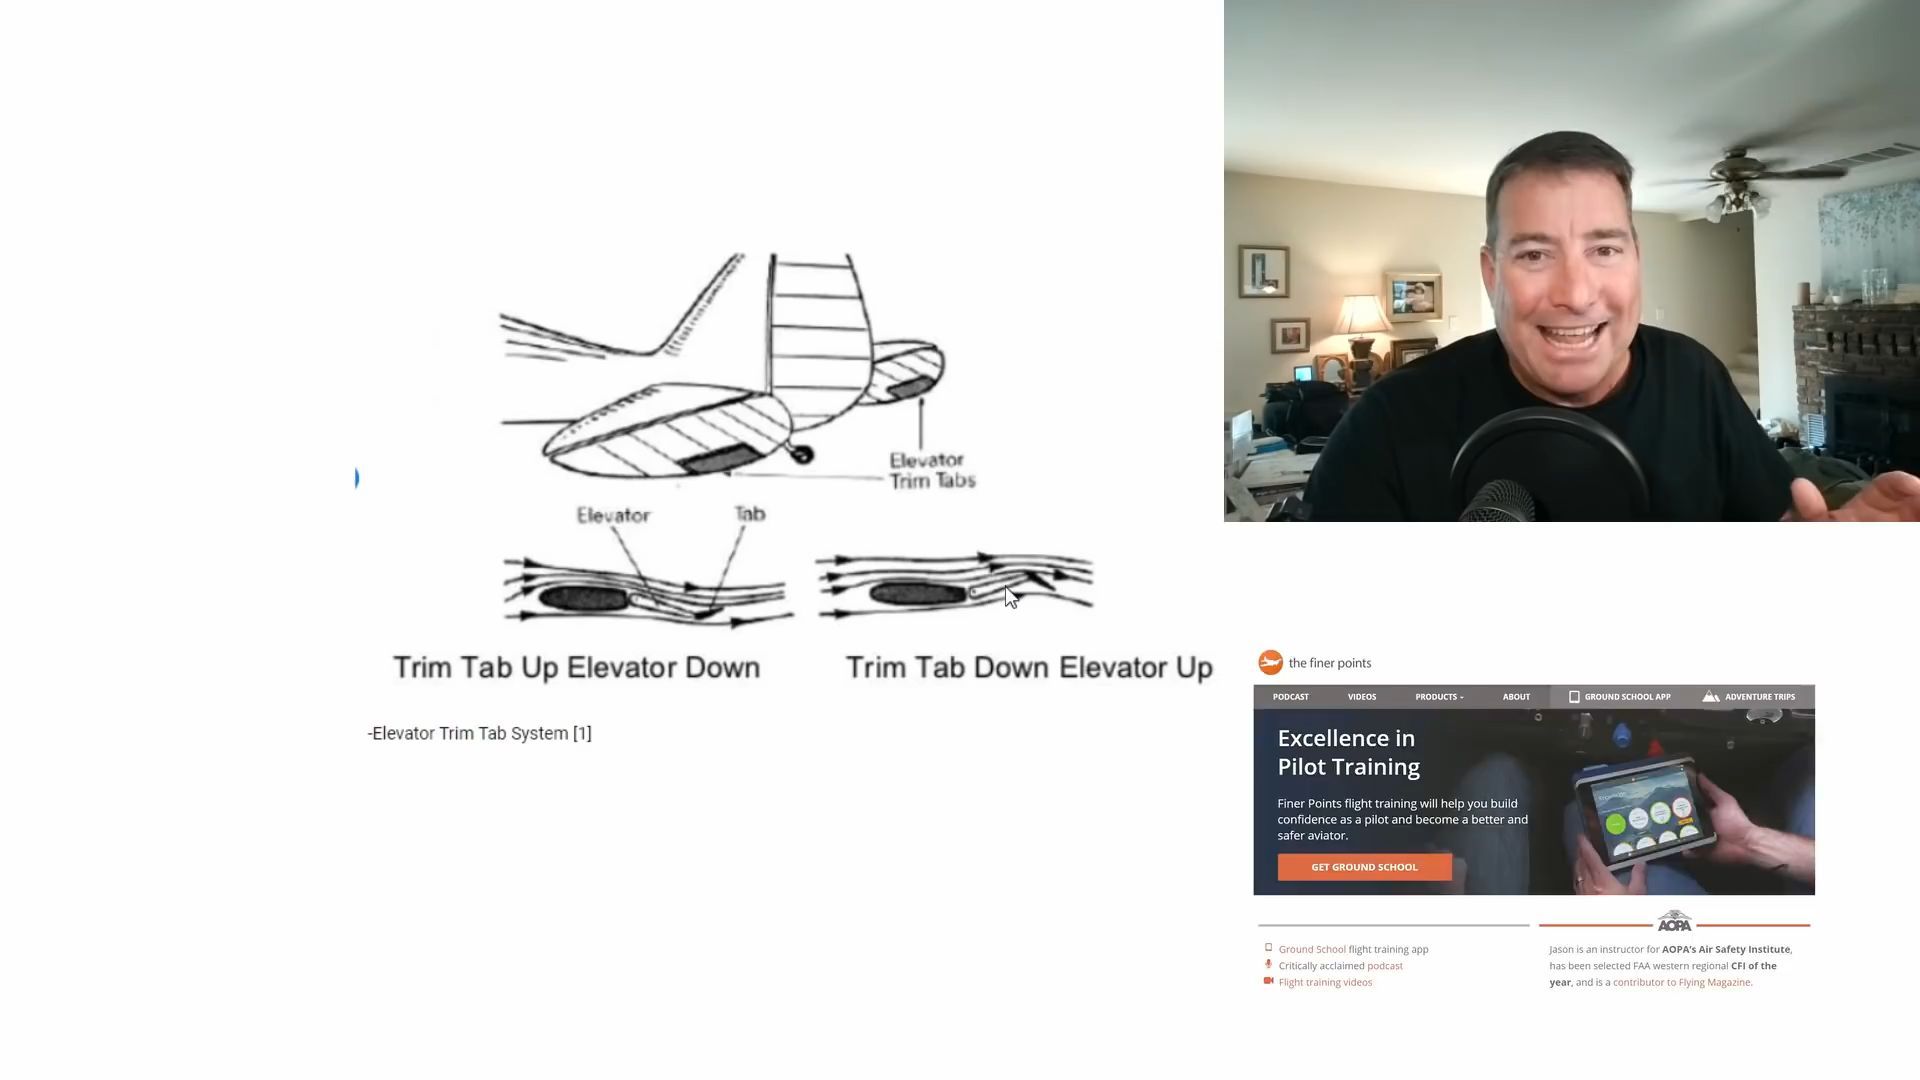 Elevator
Trim Tabs
Elevator
Tab
Trim Tab Up Elevator Down
Trim Tab Down Elevator Up
-Elevator Trim Tab System [1]
the finer points
PODCAST
VIDEOS
PRODUCTS
ABOUT
GROUND SCHOOL APP
ADVENTURE TRIPS
Excellence in
Pilot Training
Finer Points flight training will help you build
confidence as a pilot and become a better and
safer aviator.
GET GROUND SCHOOL
Ground School flight training app
Critically acclaimed podcast
Flight training videos
AOPA
Jason is an instructor for AOPA's Air Safety Institute,
has been selected FAA western regional CFI of the
year, and is a contributor to Flying Magazine.